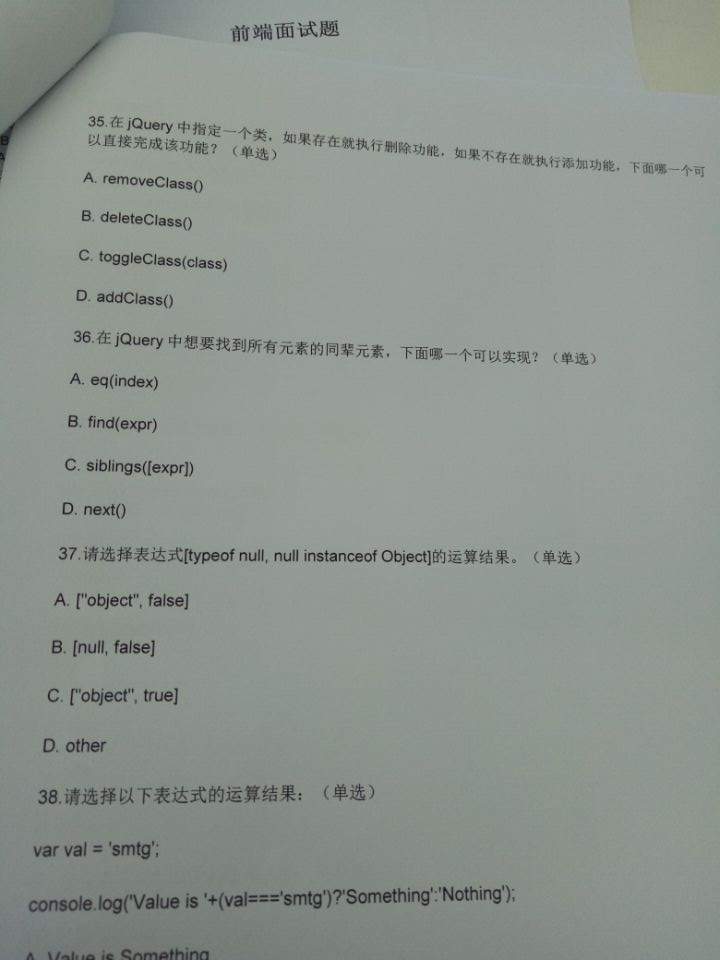 前端面试题
35.在 jQuery 中指定一个类，如果存在就执行删除功能，如果不存在就执行添加功能，下面哪一个可
以直接完成该功能？（单选）
A. removeClass()
B. deleteClass()
C. toggleClass(class)
D. addClass()
36.在 jQuery 中想要找到所有元素的同辈元素，下面哪一个可以实现？（单选）
A. eq(index)
B. find(expr)
C. siblings([expr])
D. next()
37.请选择表达式[typeof null, null instanceof Object]的运算结果。（单选）
A. ["object", false]
B. [null, false]
C. ["object", true]
D. other
38.请选择以下表达式的运算结果：（单选）
var val = 'smtg';
console.log('Value is '+(val==='smtg')?'Something':'Nothing');
A. Value is Something